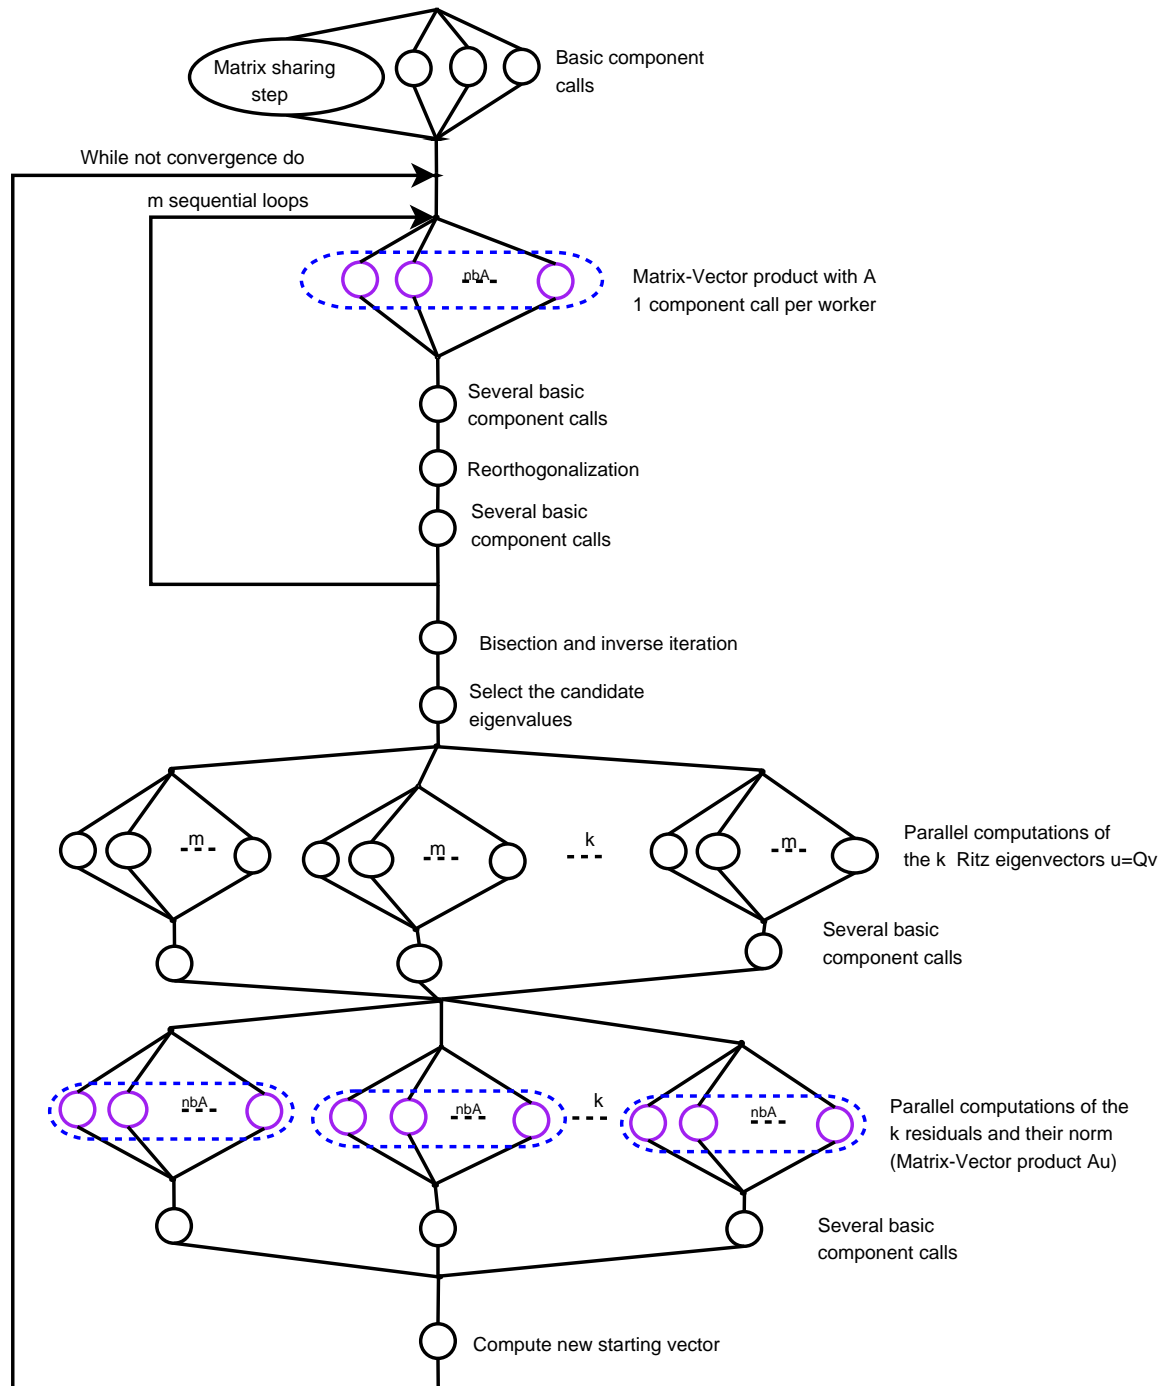 Matrix sharing
step
Basic component
calls
While not convergence do
m sequential loops
nbA
Matrix-Vector product with A
1 component call per worker
Several basic
component calls
Reorthogonalization
Several basic
component calls
Bisection and inverse iteration
Select the candidate
eigenvalues
m
m
k
m
Parallel computations of
the k Ritz eigenvectors u=Qv
Several basic
component calls
nbA
nbA
k
nbA
Parallel computations of the
k residuals and their norm
(Matrix-Vector product Au)
Several basic
component calls
Compute new starting vector